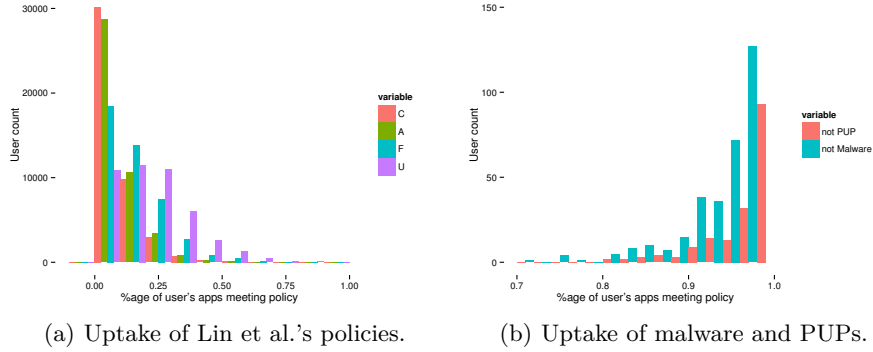 30000
20000
10000
0
User count
0.00 0.25 0.50 0.75 1.00
%age of user's apps meeting policy
variable
C
A
F
U
(a) Uptake of Lin et al.'s policies.
150
100
50
0
User count
0.7 0.8 0.9 1.0
%age of user's apps meeting policy
variable
not PUP
not Malware
(b) Uptake of malware and PUPs.